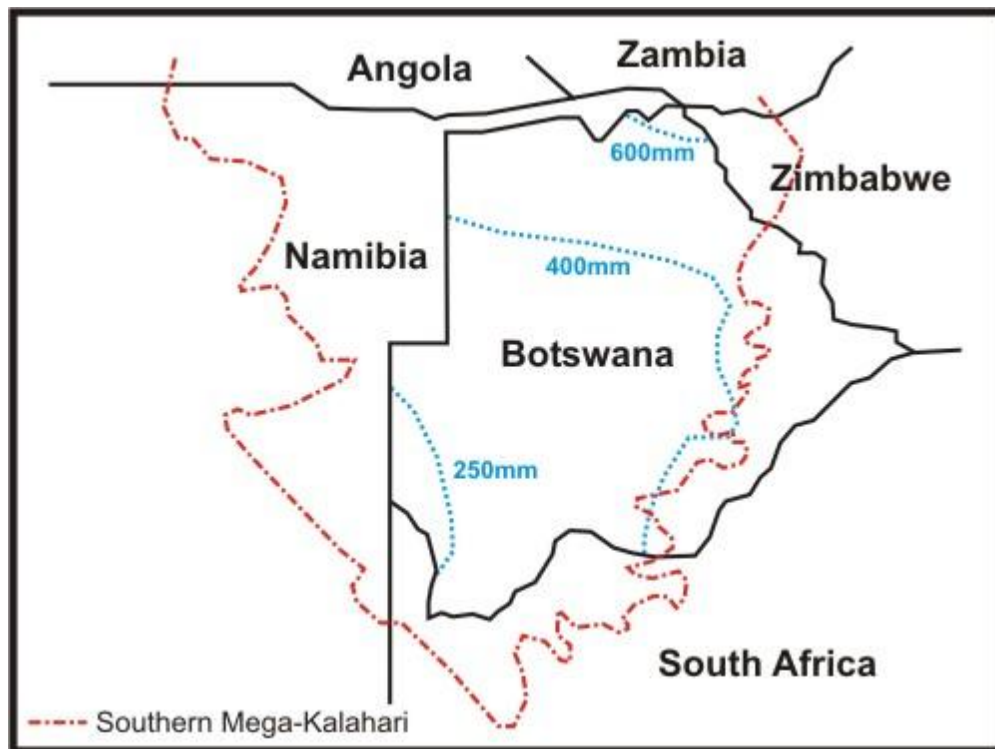 Angola
Zambia
600mm
Zimbabwe
Namibia
400mm
Botswana
250mm
South Africa
Southern Mega-Kalahari